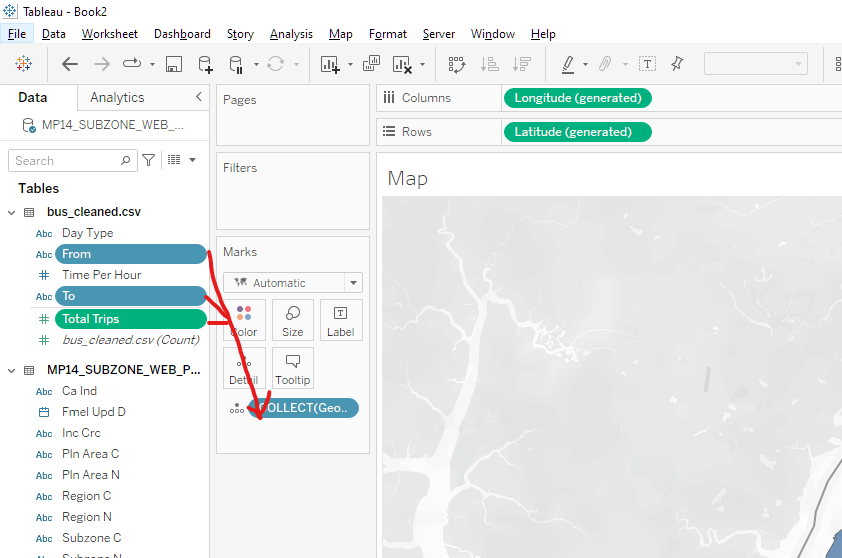 Tableau - Book2
File Data Worksheet Dashboard Story Analysis Map Format Server Window Help
Data Analytics
MP14_SUBZONE_WEB_...
Search
Tables
bus_cleaned.csv
Abc Day Type
Abc From
# Time Per Hour
Abc To
# Total Trips
# bus_cleaned.csv (Count)
MP14_SUBZONE_WEB_P...
Abc Ca Ind
Fmel Upd D
Abc Inc Crc
Abc Pln Area C
Abc Pln Area N
Abc Region C
Abc Region N
Abc Subzone C
Abc Subzone N
Pages
Filters
Marks
Automatic
Color Size Label
Detail Tooltip
COLLECT(Geo..
Columns Longitude (generated)
Rows Latitude (generated)
Map